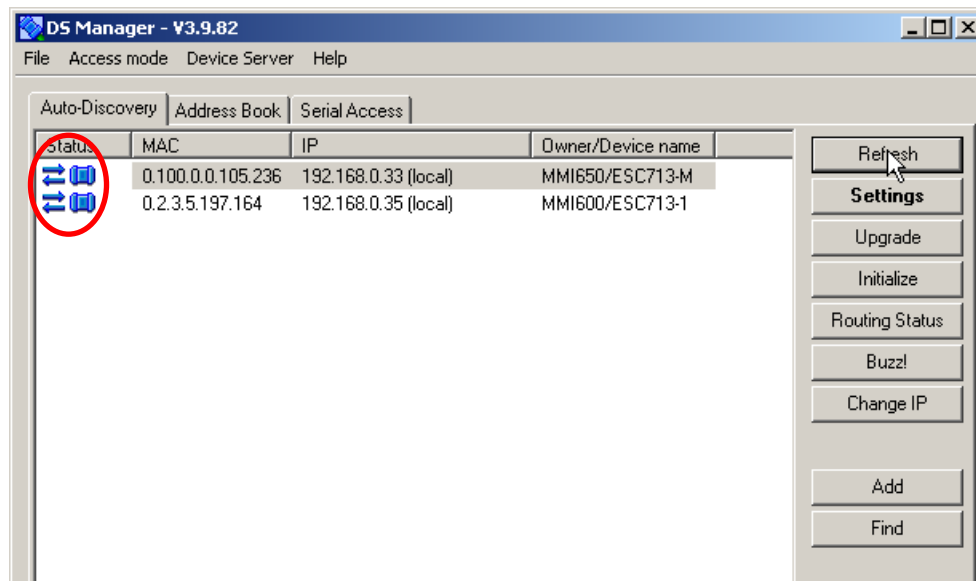 DS Manager - V3.9.82
File Access mode Device Server Help
Auto-Discovery Address Book Serial Access
Status MAC IP Owner/Device name
0.100.0.0.105.236 192.168.0.33 (local) MMI650/ESC713-M
0.2.3.5.197.164 192.168.0.35 (local) MMI600/ESC713-1
Refresh
Settings
Upgrade
Initialize
Routing Status
Buzz!
Change IP
Add
Find